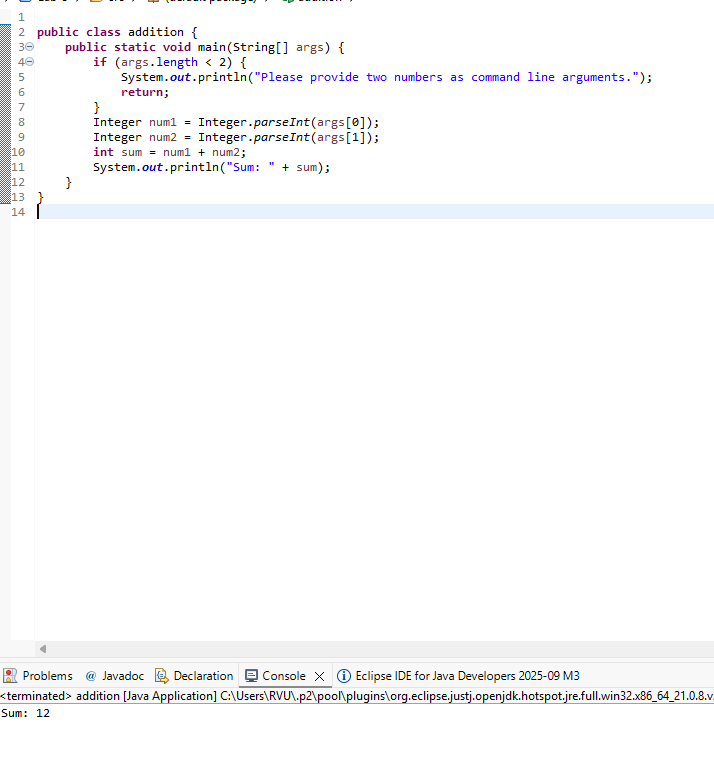 1
2 public class addition {
3 public static void main(String[] args) {
4 if (args.length < 2) {
5 System.out.println("Please provide two numbers as command line arguments.");
6 return;
7 }
8 Integer num1 = Integer.parseInt(args[0]);
9 Integer num2 = Integer.parseInt(args[1]);
10 int sum = num1 + num2;
11 System.out.println("Sum: " + sum);
12 }
13 }
14
Problems @ Javadoc Declaration Console Eclipse IDE for Java Developers 2025-09 M3
<terminated> addition [Java Application] C:\Users\RVU\.p2\pool\plugins\org.eclipse.justj.openjdk.hotspot.jre.full.win32.x86_64_21.0.8.v
Sum: 12